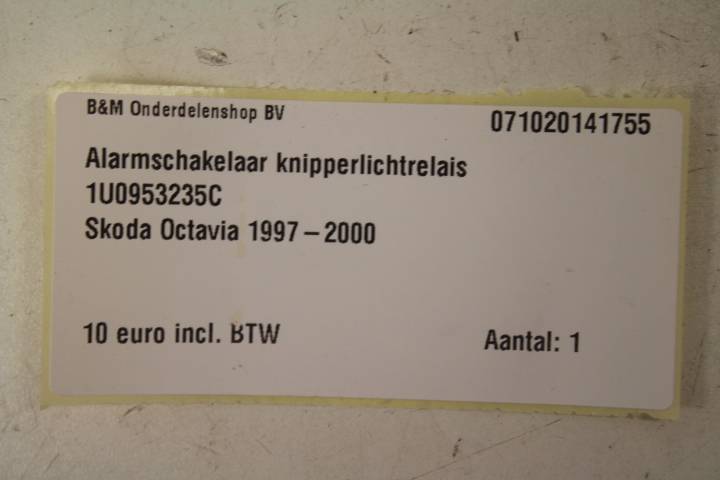 B&M Onderdelenshop BV
071020141755
Alarmschakelaar knipperlichtrelais
1U0953235C
Skoda Octavia 1997 – 2000
10 euro incl. BTW
Aantal: 1